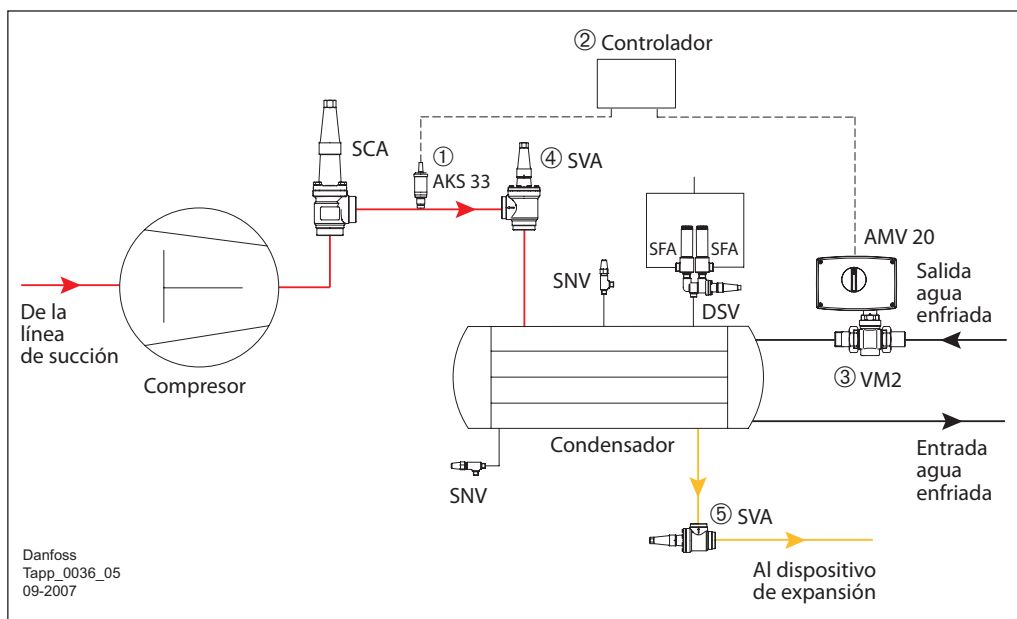 ② Controlador
SCA
①
AKS 33
④ SVA
SFA
SFA
AMV 20
SNV
DSV
Salida
agua
enfriada
De la
línea
de succión
Compresor
③ VM2
Condensador
Entrada
agua
enfriada
SNV
⑤ SVA
Al dispositivo
de expansión
Danfoss
Tapp_0036_05
09-2007